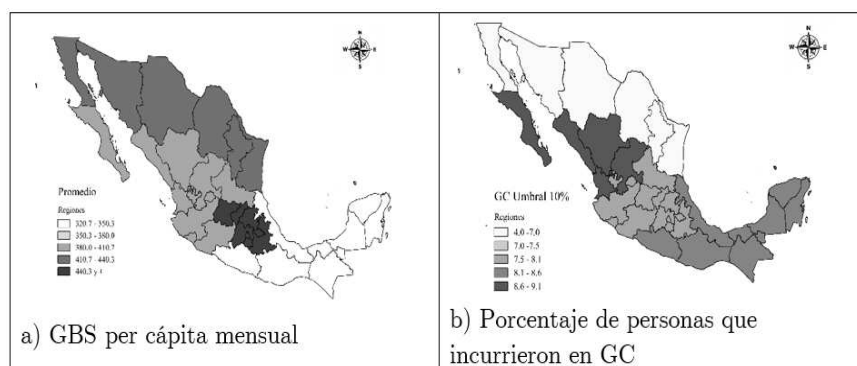 N
W E
S
Promedio
Regiones
320.7 - 350.3
350.3 - 380.0
380.0 - 410.7
410.7 - 440.3
440.3 y +
a) GBS per cápita mensual
N
W E
S
GC Umbral 10%
Regiones
4.0 - 7.0
7.0 - 7.5
7.5 - 8.1
8.1 - 8.6
8.6 - 9.1
b) Porcentaje de personas que
incurrieron en GC